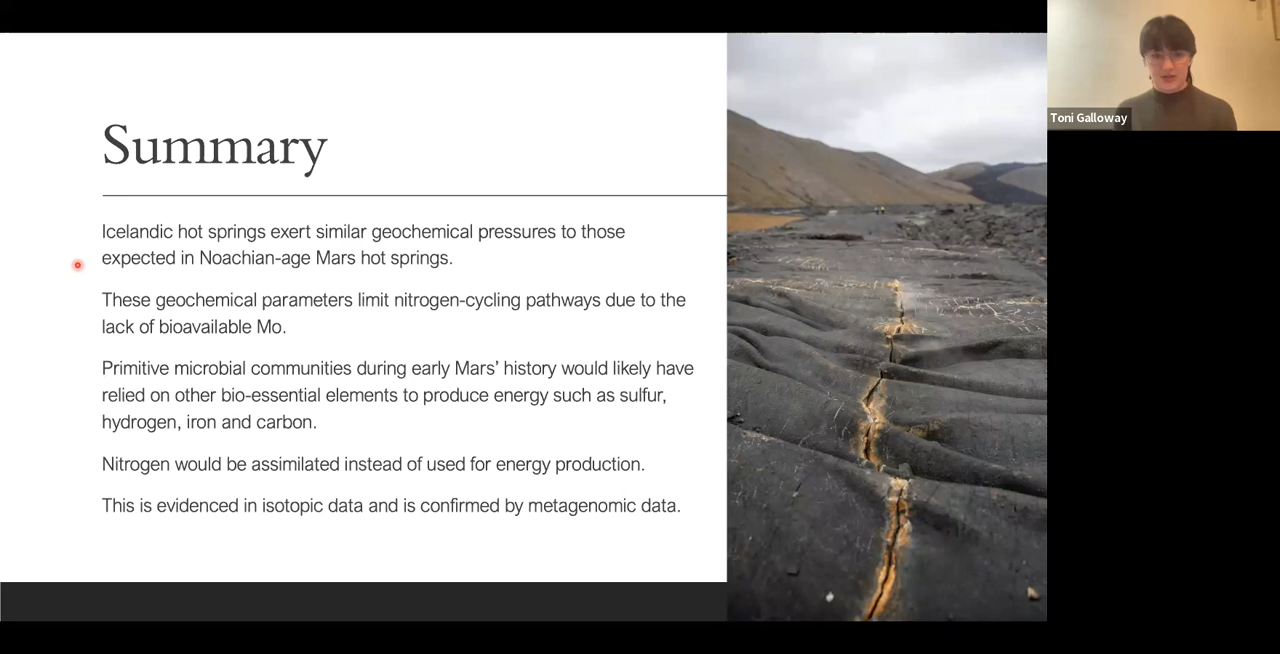 Summary
Icelandic hot springs exert similar geochemical pressures to those
expected in Noachian-age Mars hot springs.
These geochemical parameters limit nitrogen-cycling pathways due to the
lack of bioavailable Mo.
Primitive microbial communities during early Mars’ history would likely have
relied on other bio-essential elements to produce energy such as sulfur,
hydrogen, iron and carbon.
Nitrogen would be assimilated instead of used for energy production.
This is evidenced in isotopic data and is confirmed by metagenomic data.
Toni Galloway